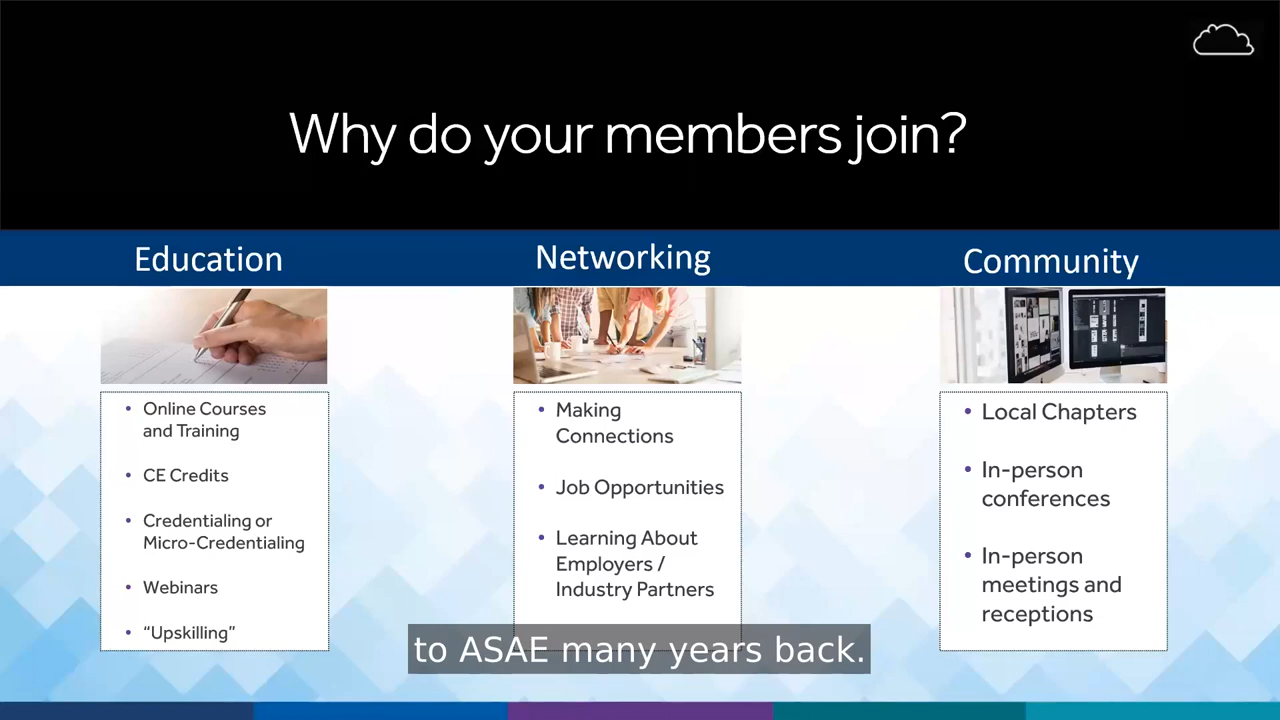 Why do your members join?
Education
Networking
Community
Online Courses
and Training
CE Credits
Credentialing or
Micro-Credentialing
Webinars
“Upskilling”
Making
Connections
Job Opportunities
Learning About
Employers /
Industry Partners
Local Chapters
In-person
conferences
In-person
meetings and
receptions
to ASAE many years back.